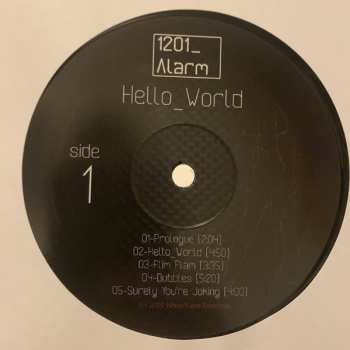 1201_
Alarm
Hello_World
side
1
01-Prologue [2:04]
02-Hello_World [4:50]
03-Flim Flam [3:35]
04-Bubbles [5:20]
05-Surely You're Joking [4:00]